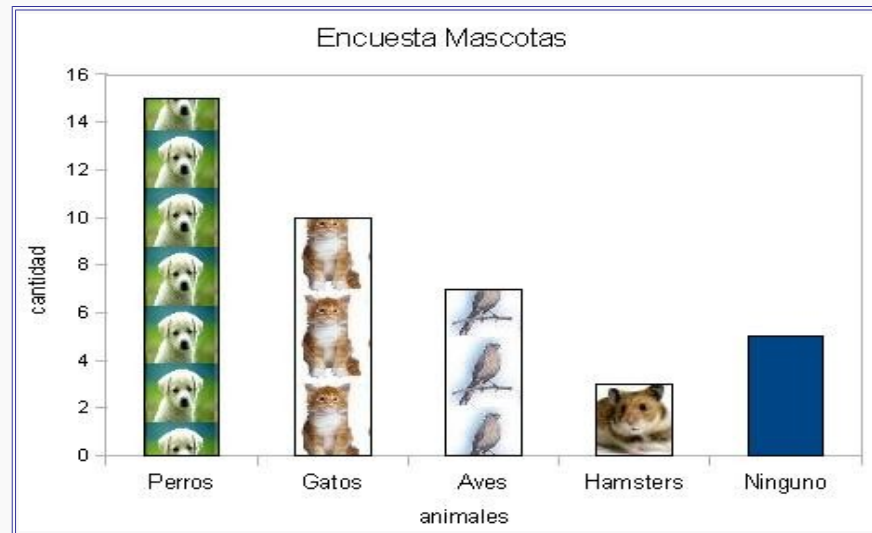 Encuesta Mascotas
16
14
12
10
8
6
4
2
0
cantidad
Perros Gatos Aves Hamsters Ninguno
animales